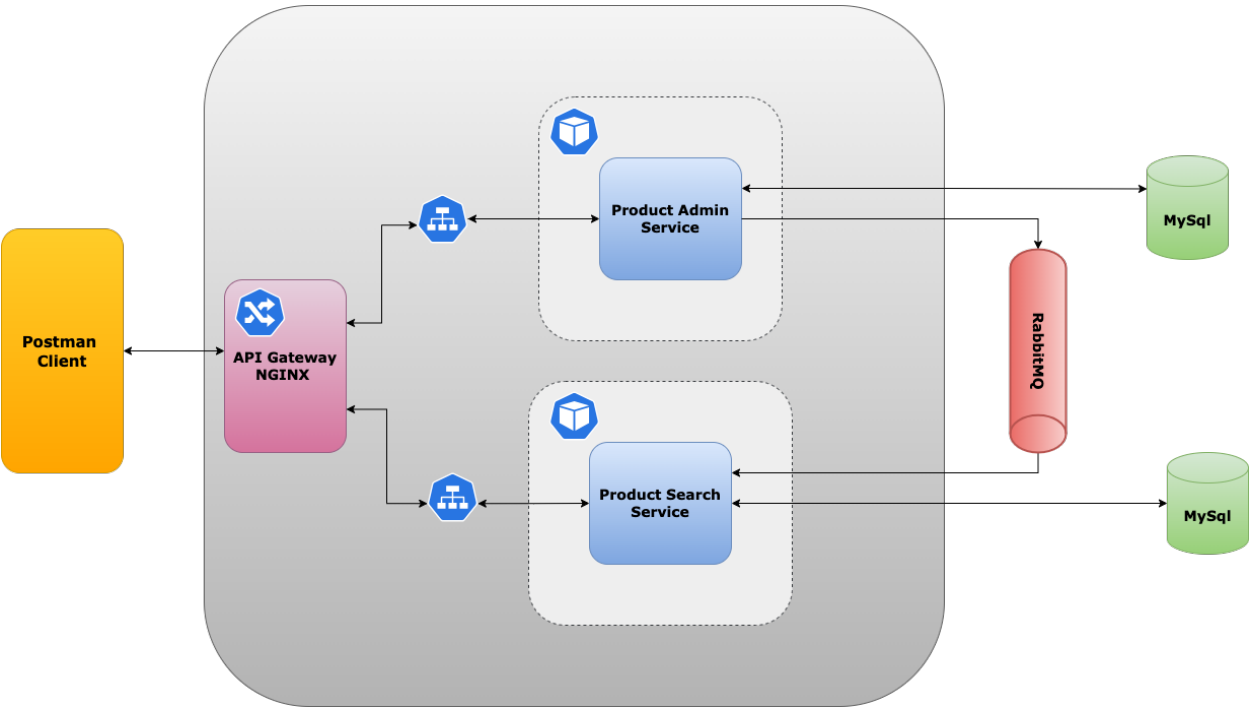 Postman
Client
API Gateway
NGINX
Product Admin
Service
Product Search
Service
RabbitMQ
MySql
MySql